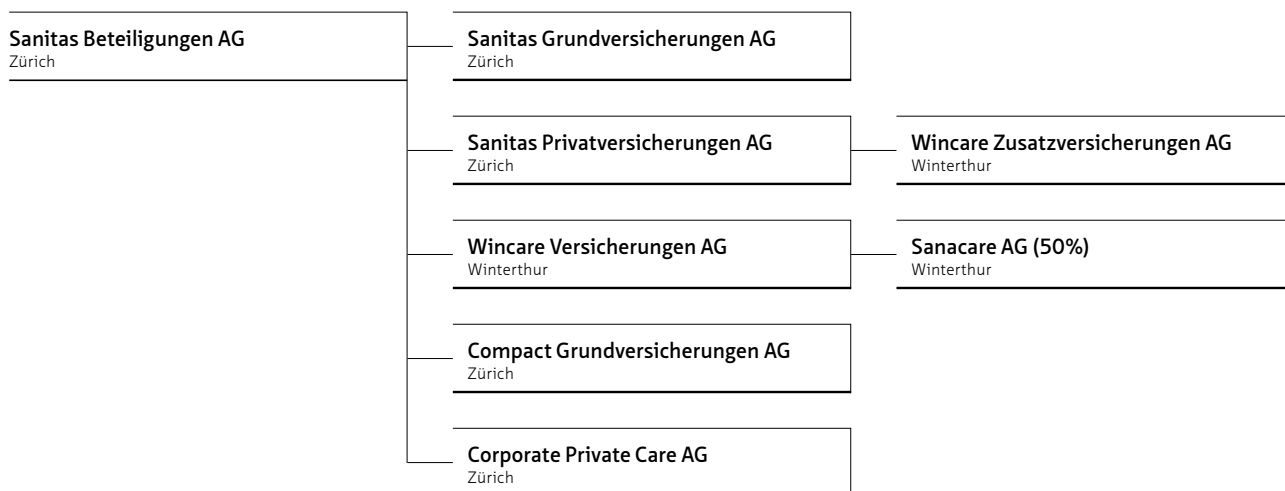 Sanitas Beteiligungen AG
Zürich
Sanitas Grundversicherungen AG
Zürich
Sanitas Privatversicherungen AG
Zürich
Wincare Zusatzversicherungen AG
Winterthur
Wincare Versicherungen AG
Winterthur
Sanacare AG (50%)
Winterthur
Compact Grundversicherungen AG
Zürich
Corporate Private Care AG
Zürich